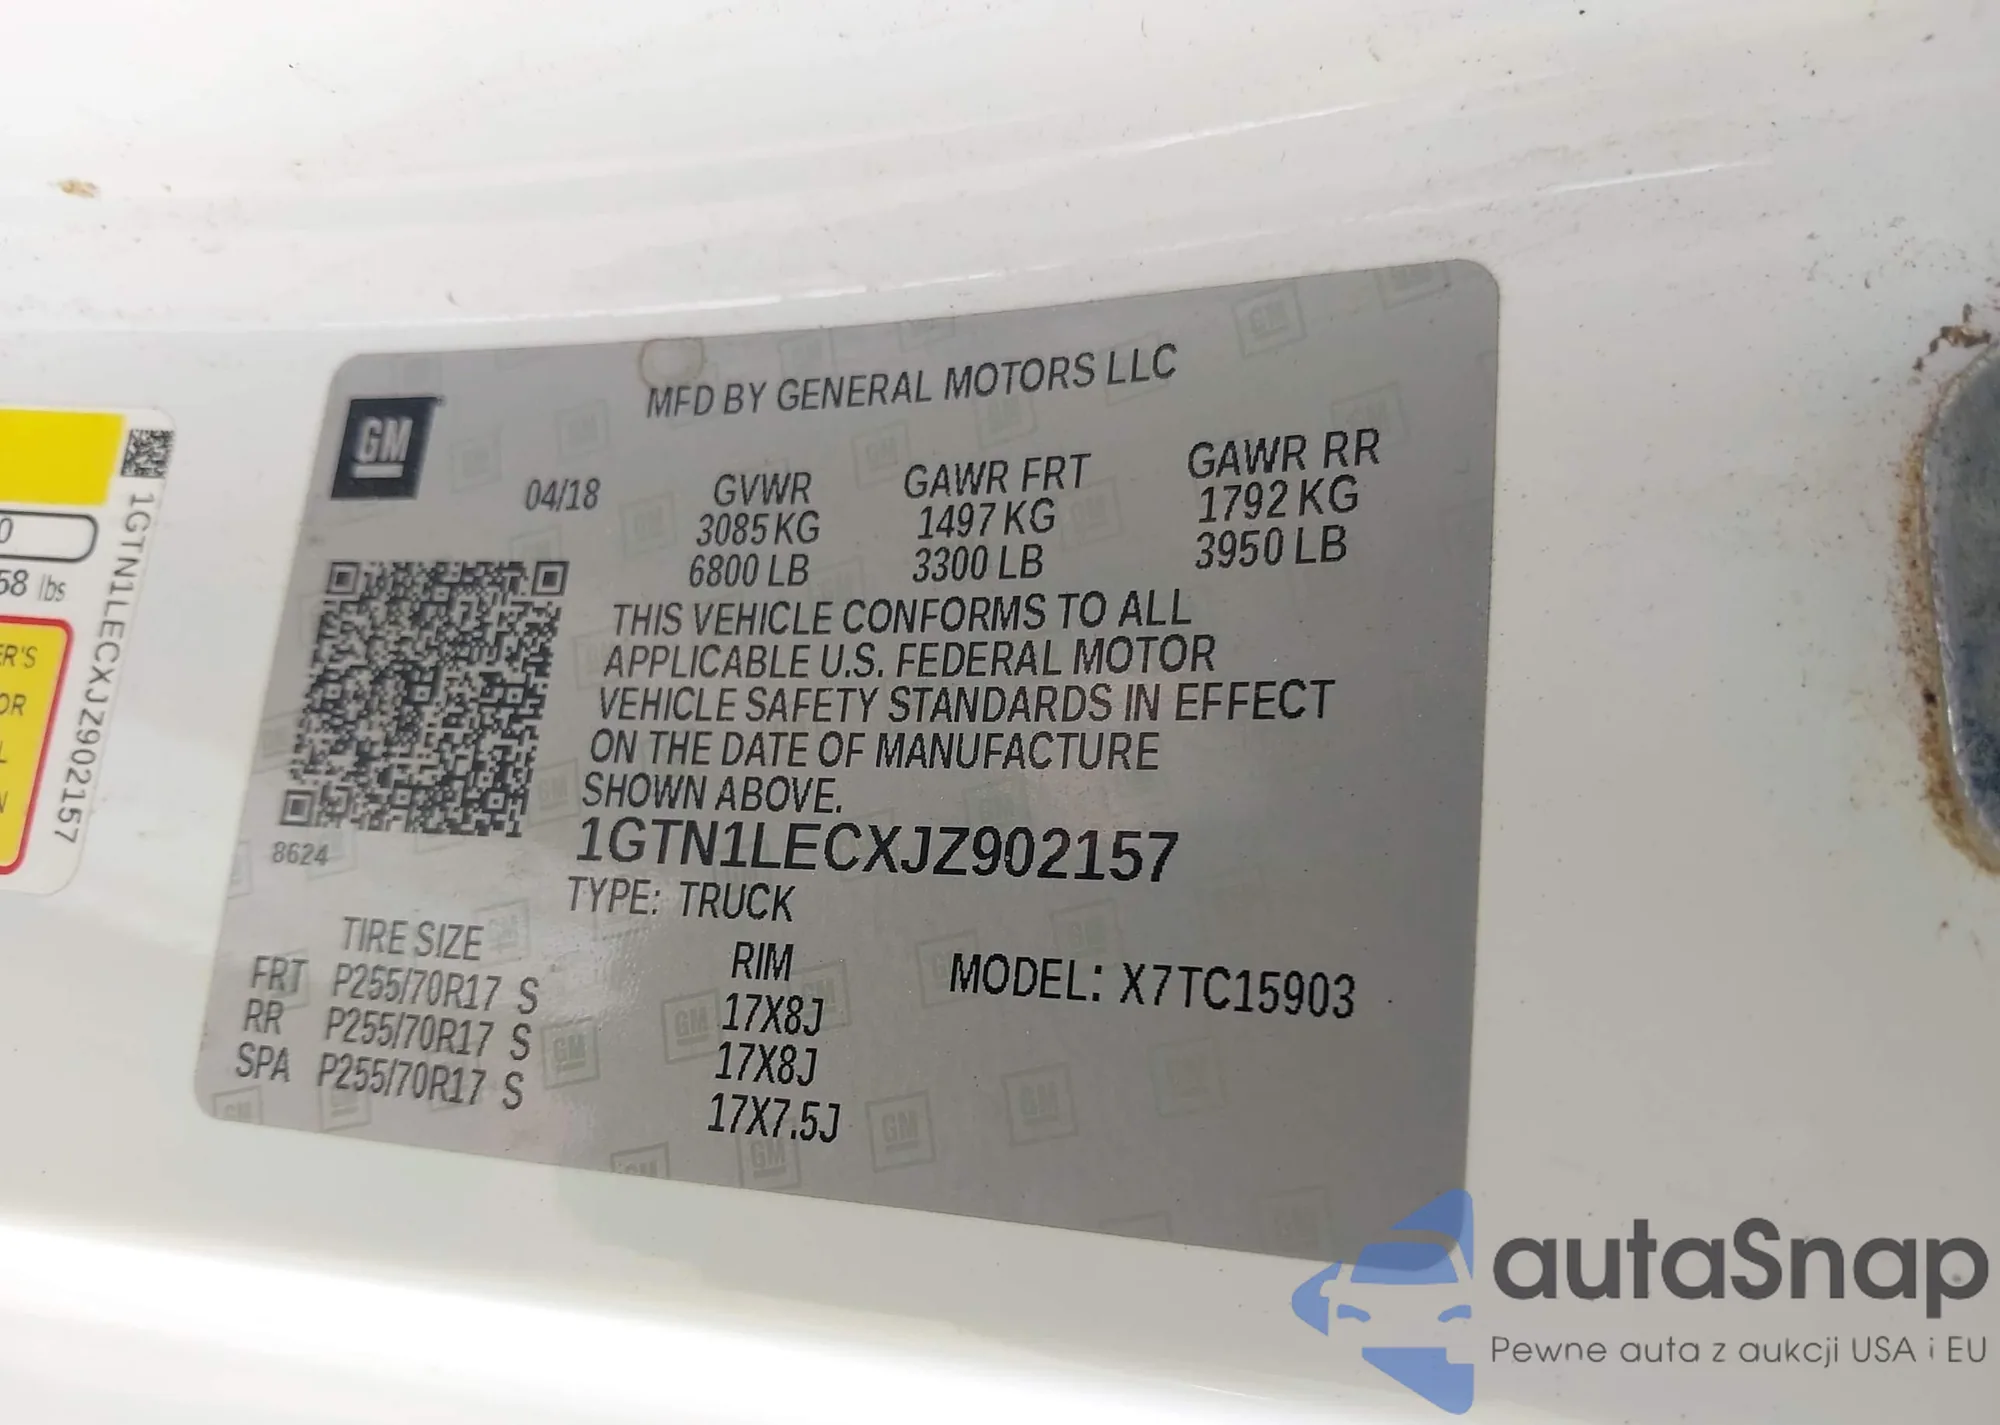 GM
MFD BY GENERAL MOTORS LLC
04/18
GVWR GAWR FRT GAWR RR
3085 KG 1497 KG 1792 KG
6800 LB 3300 LB 3950 LB
THIS VEHICLE CONFORMS TO ALL
APPLICABLE U.S. FEDERAL MOTOR
VEHICLE SAFETY STANDARDS IN EFFECT
ON THE DATE OF MANUFACTURE
SHOWN ABOVE.
8624
1GTN1LECXJZ902157
TYPE: TRUCK
TIRE SIZE RIM MODEL: X7TC15903
FRT P255/70R17 S 17X8J
RR P255/70R17 S 17X8J
SPA P255/70R17 S 17X7.5J
1GTN1LECXJZ902157
58 lbs
ER'S
OR
L
N
autaSnap
Pewne auta z aukcji USA i EU